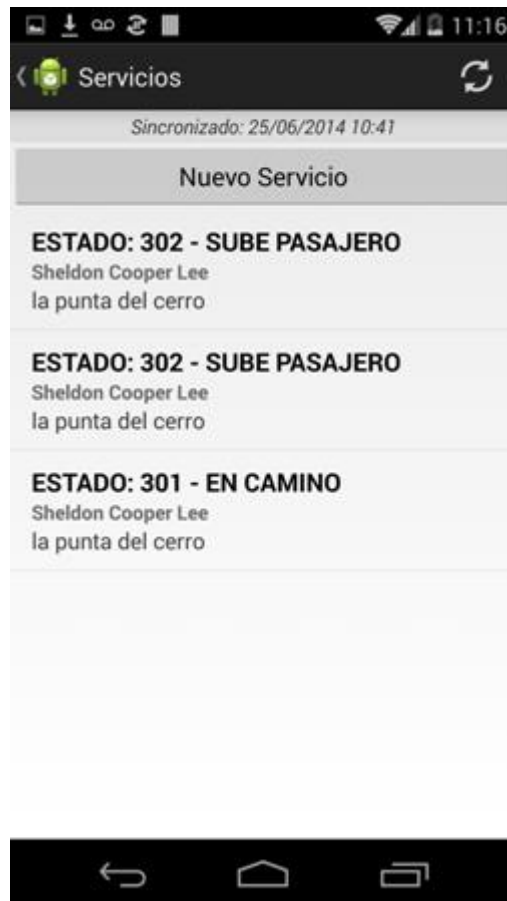 11:16
Servicios
Sincronizado: 25/06/2014 10:41
Nuevo Servicio
ESTADO: 302 - SUBE PASAJERO
Sheldon Cooper Lee
la punta del cerro
ESTADO: 302 - SUBE PASAJERO
Sheldon Cooper Lee
la punta del cerro
ESTADO: 301 - EN CAMINO
Sheldon Cooper Lee
la punta del cerro